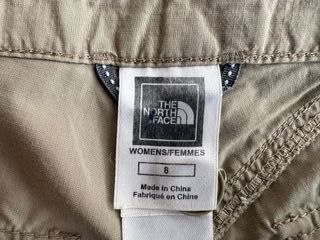 THE
NORTH
FACE
WOMENS/FEMMES
8
Made in China
Fabriqué en Chine